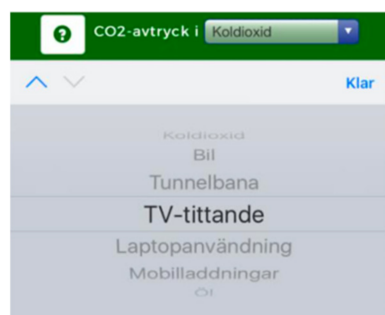 ? CO2-avtryck i Koldioxid
Klar
Koldioxid
Bil
Tunnelbana
TV-tittande
Laptopanvändning
Mobilladdningar
Öl